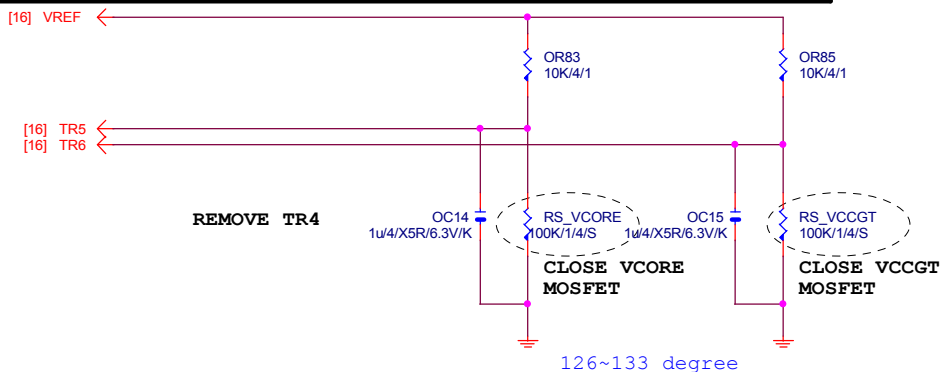 [16] VREF
OR83
10K/4/1
OR85
10K/4/1
[16] TR5
[16] TR6
REMOVE TR4
OC14
1u/4/X5R/6.3V/K
RS_VCORE
100K/1/4/S
OC15
1u/4/X5R/6.3V/K
RS_VCCGT
100K/1/4/S
CLOSE VCORE
MOSFET
CLOSE VCCGT
MOSFET
126~133 degree